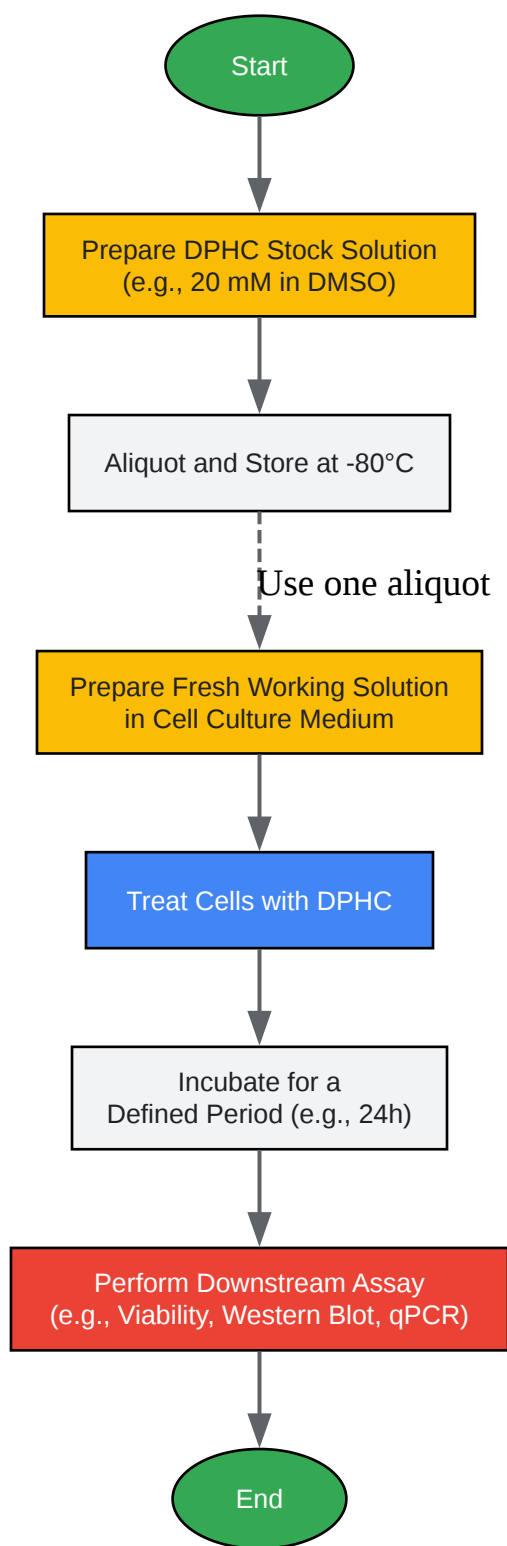 Start
Prepare DPHC Stock Solution
(e.g., 20 mM in DMSO)
Aliquot and Store at -80°C
Use one aliquot
Prepare Fresh Working Solution
in Cell Culture Medium
Treat Cells with DPHC
Incubate for a
Defined Period (e.g., 24h)
Perform Downstream Assay
(e.g., Viability, Western Blot, qPCR)
End